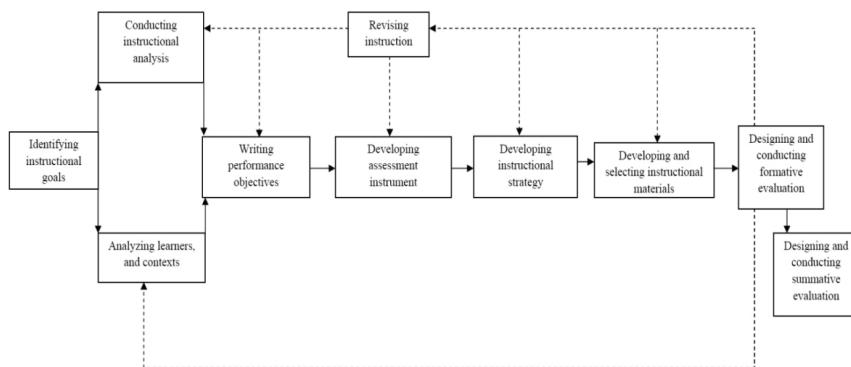 Conducting
instructional
analysis
Revising
instruction
Identifying
instructional
goals
Writing
performance
objectives
Developing
assessment
instrument
Developing
instructional
strategy
Developing and
selecting instructional
materials
Designing and
conducting
formative
evaluation
Analyzing learners,
and contexts
Designing and
conducting
summative
evaluation